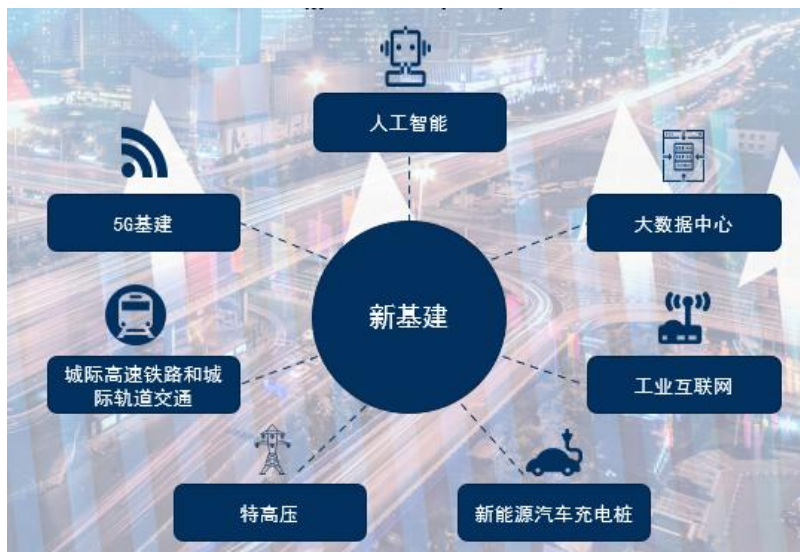 人工智能
5G基建
大数据中心
新基建
城际高速铁路和城
际轨道交通
工业互联网
特高压
新能源汽车充电桩